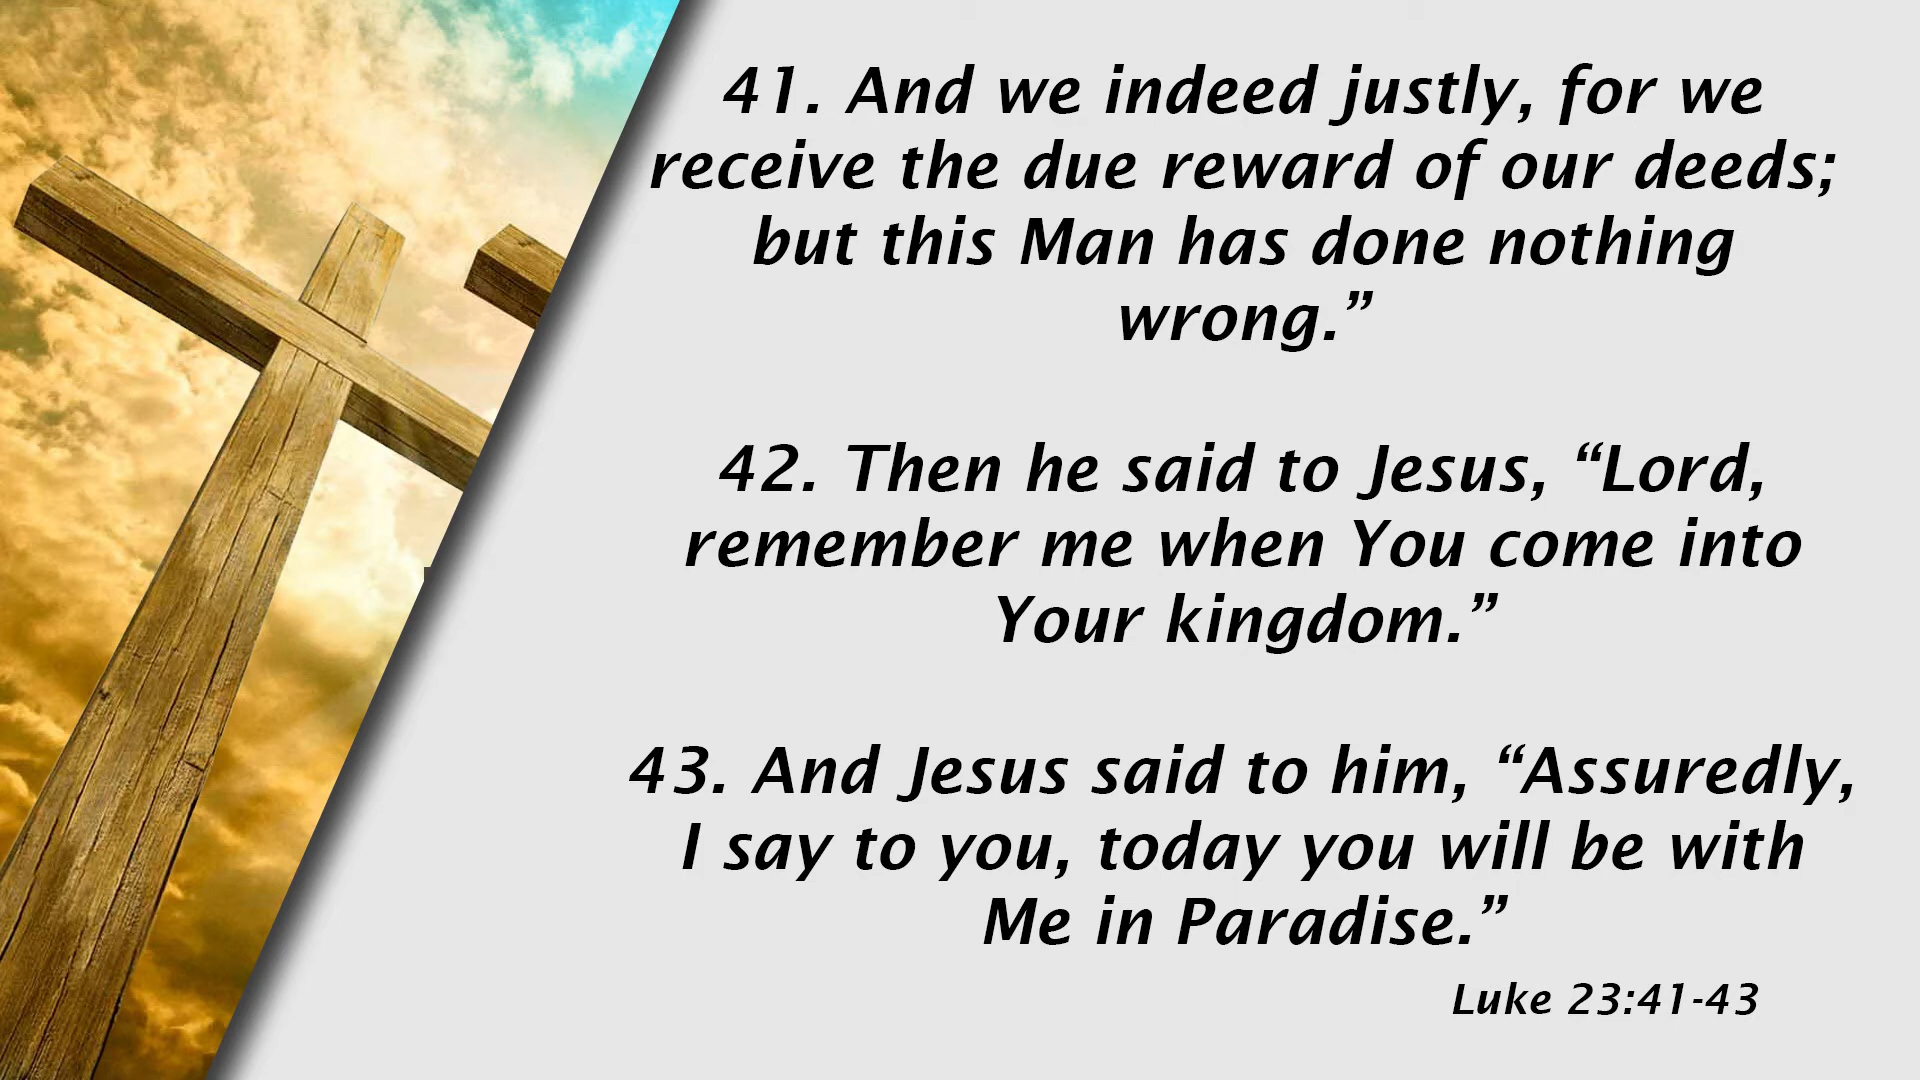 41. And we indeed justly, for we
receive the due reward of our deeds;
but this Man has done nothing
wrong.”
42. Then he said to Jesus, “Lord,
remember me when You come into
Your kingdom.”
43. And Jesus said to him, “Assuredly,
I say to you, today you will be with
Me in Paradise.”
Luke 23:41-43